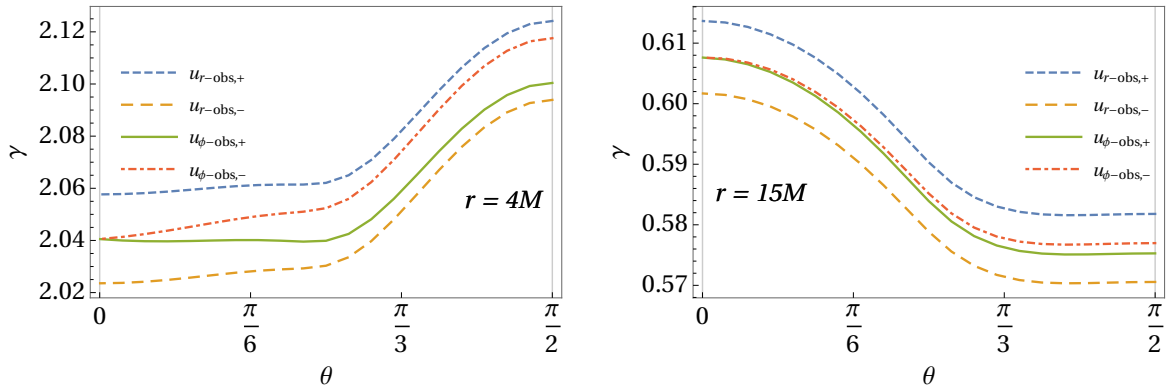 2.12
2.10
2.08
2.06
2.04
2.02
γ
u_{r-obs,+}
u_{r-obs,-}
u_{ϕ-obs,+}
u_{ϕ-obs,-}
r = 4M
0
π/6
π/3
π/2
θ
0.61
0.60
0.59
0.58
0.57
γ
u_{r-obs,+}
u_{r-obs,-}
u_{ϕ-obs,+}
u_{ϕ-obs,-}
r = 15M
0
π/6
π/3
π/2
θ